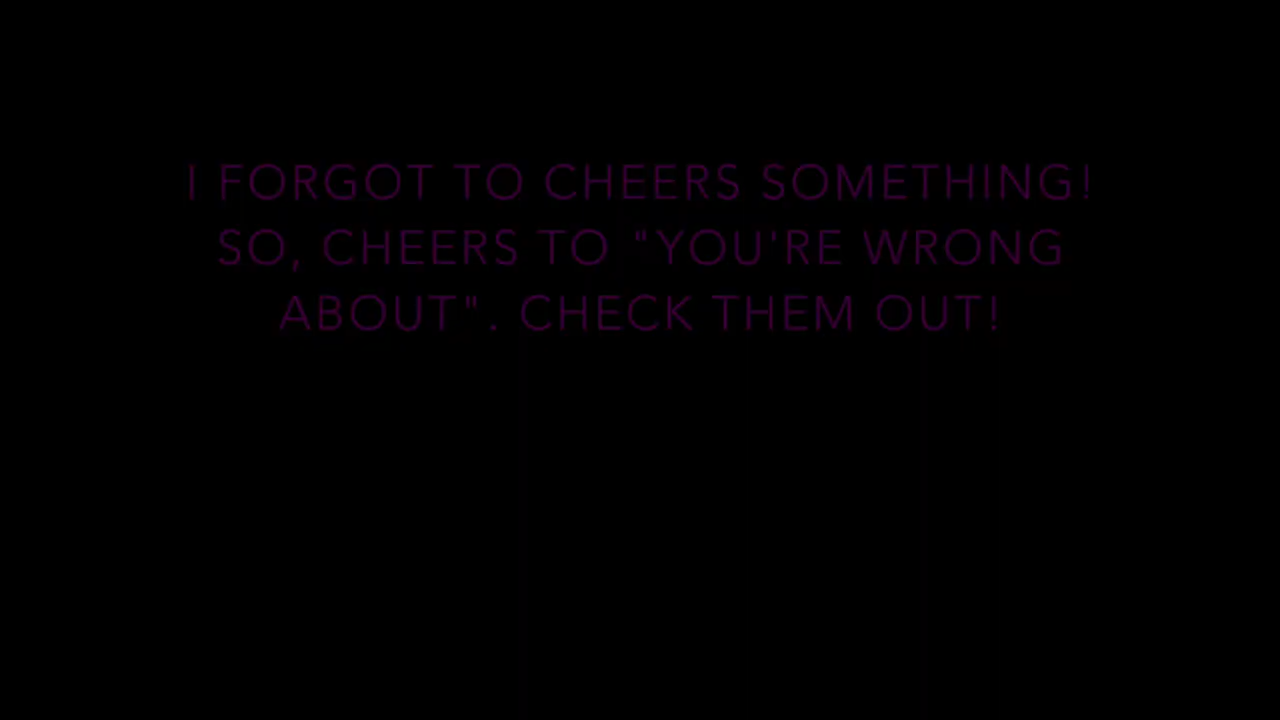 I FORGOT TO CHEERS SOMETHING!
SO, CHEERS TO "YOU'RE WRONG
ABOUT". CHECK THEM OUT!